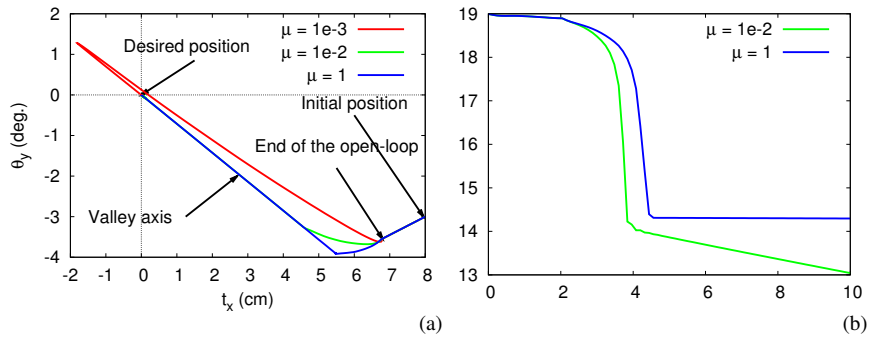 2
1
0
-1
-2
-3
-4
θy (deg.)
-2 -1 0 1 2 3 4 5 6 7 8
tx (cm)
μ = 1e-3
μ = 1e-2
μ = 1
Desired position
Initial position
End of the open-loop
Valley axis
(a)
19
18
17
16
15
14
13
0 2 4 6 8 10
μ = 1e-2
μ = 1
(b)